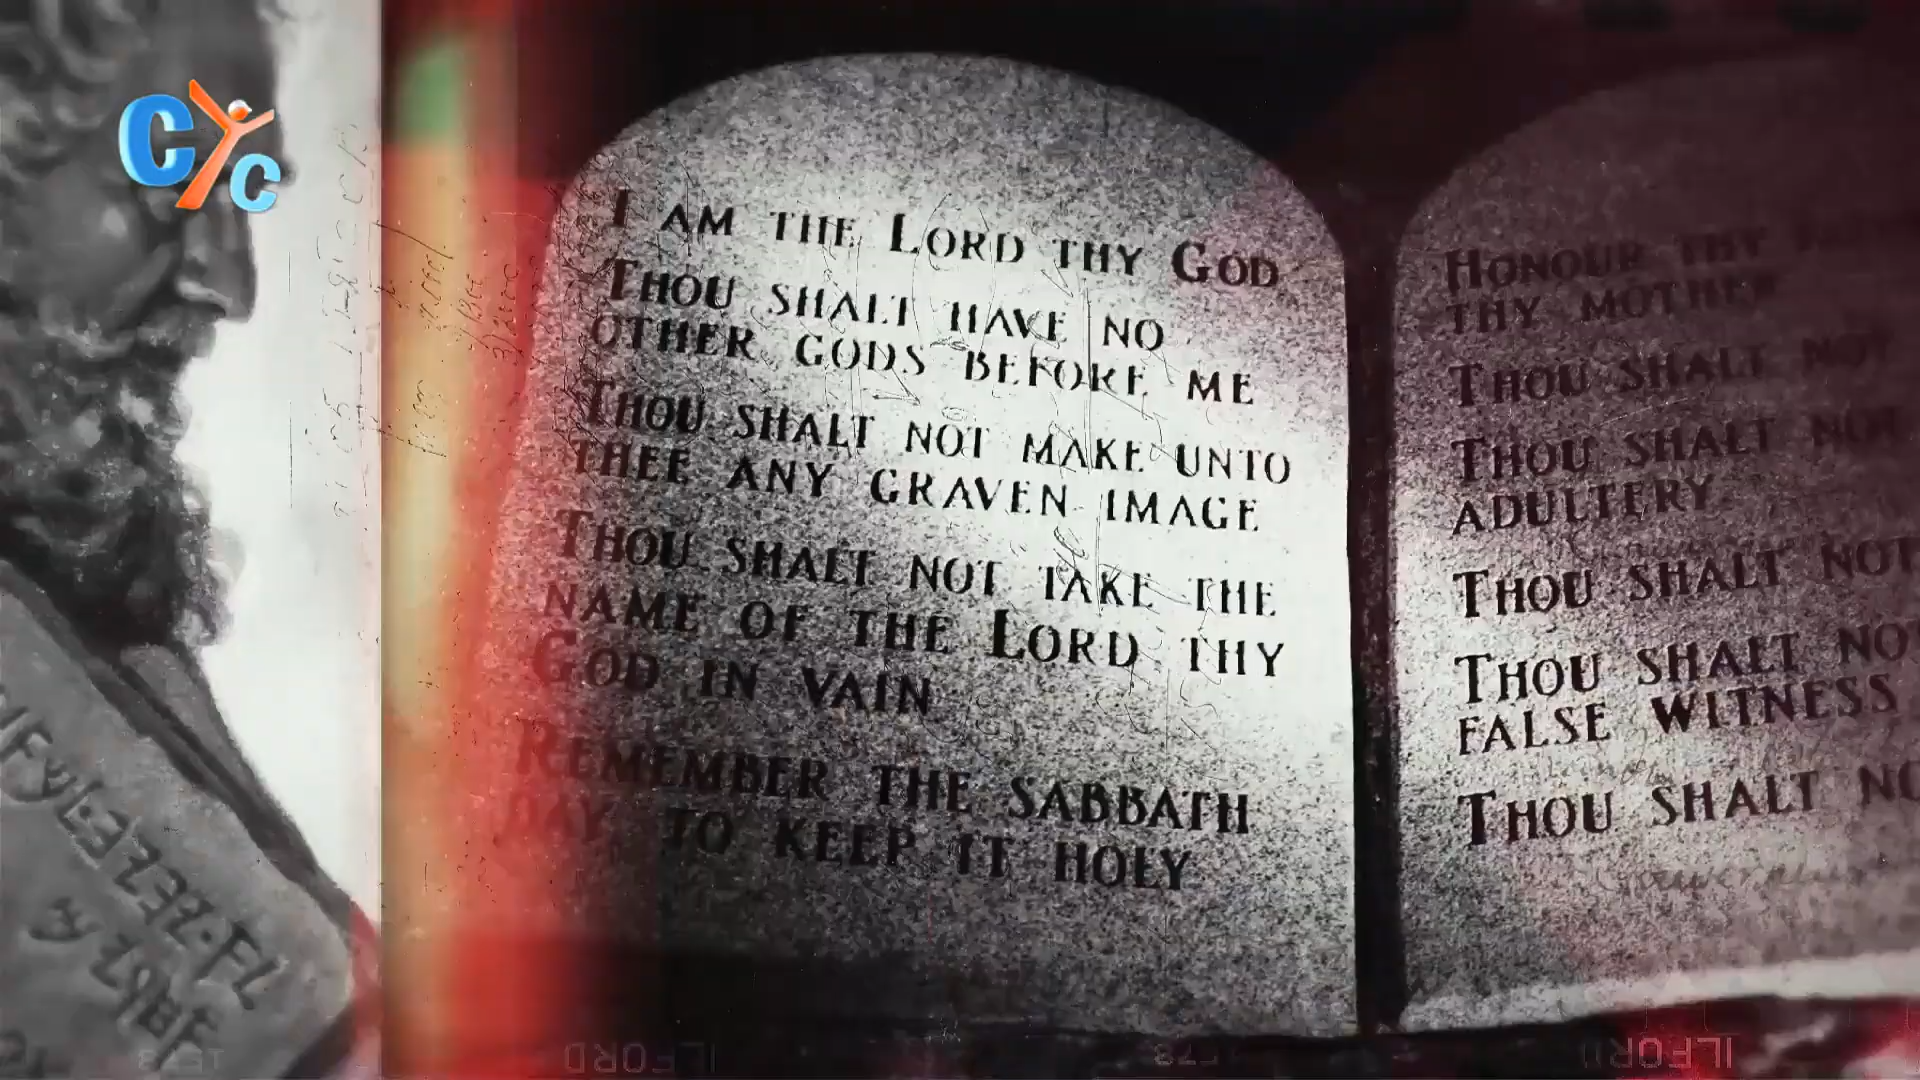 CYC
I AM THE LORD THY GOD
THOU SHALT HAVE NO
OTHER GODS BEFORE ME
THOU SHALT NOT MAKE UNTO
THEE ANY GRAVEN IMAGE
THOU SHALT NOT TAKE THE
NAME OF THE LORD THY
GOD IN VAIN
REMEMBER THE SABBATH
DAY TO KEEP IT HOLY
HONOUR THY
THY MOTHER
THOU SHALT NOT
THOU SHALT NOT
ADULTERY
THOU SHALT NOT
THOU SHALT NOT
FALSE WITNESS
THOU SHALT NO
ILFORD
ILFORD